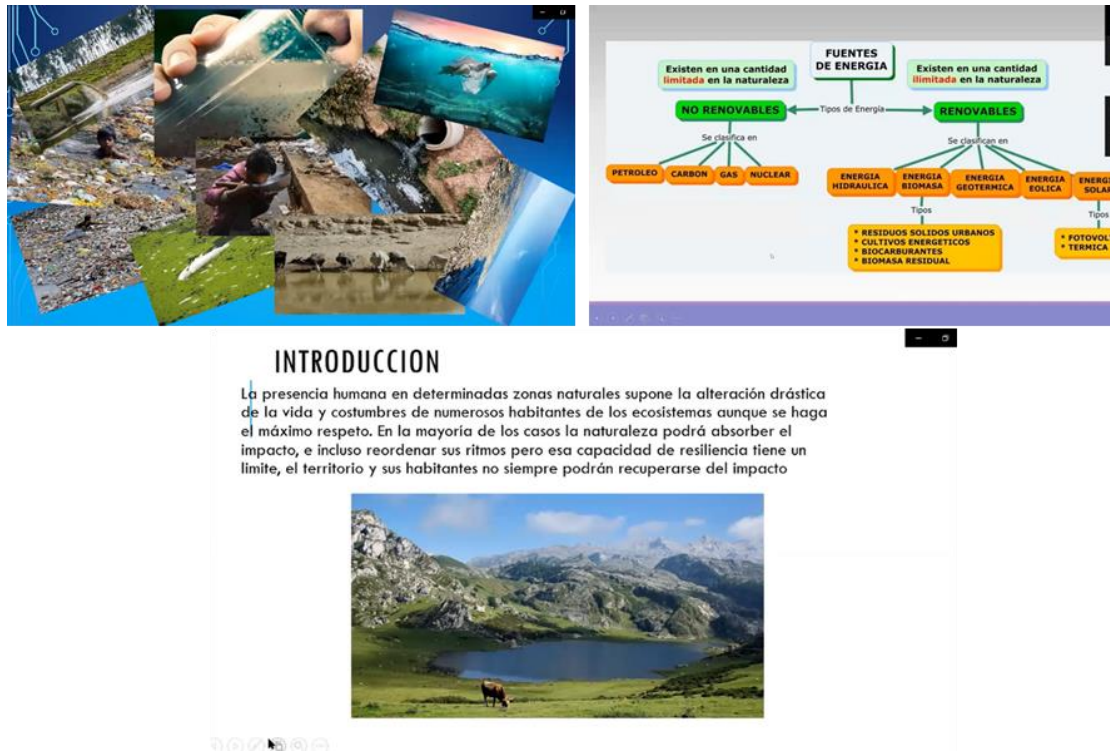 FUENTES
DE ENERGIA
Existen en una cantidad
limitada en la naturaleza
Existen en una cantidad
ilimitada en la naturaleza
NO RENOVABLES
Tipos de Energía
RENOVABLES
Se clasifica en
Se clasifican en
PETROLEO
CARBON
GAS
NUCLEAR
ENERGIA
HIDRAULICA
ENERGIA
BIOMASA
ENERGIA
GEOTERMICA
ENERGIA
EOLICA
ENERG
SOLA
Tipos
* RESIDUOS SOLIDOS URBANOS
* CULTIVOS ENERGÉTICOS
* BIOCARBURANTES
* BIOMASA RESIDUAL
Tipos
* FOTOVOLT
* TERMICA
INTRODUCCION
La presencia humana en determinadas zonas naturales supone la alteración drástica
de la vida y costumbres de numerosos habitantes de los ecosistemas aunque se haga
el máximo respeto. En la mayoría de los casos la naturaleza podrá absorber el
impacto, e incluso reordenar sus ritmos pero esa capacidad de resiliencia tiene un
limite, el territorio y sus habitantes no siempre podrán recuperarse del impacto